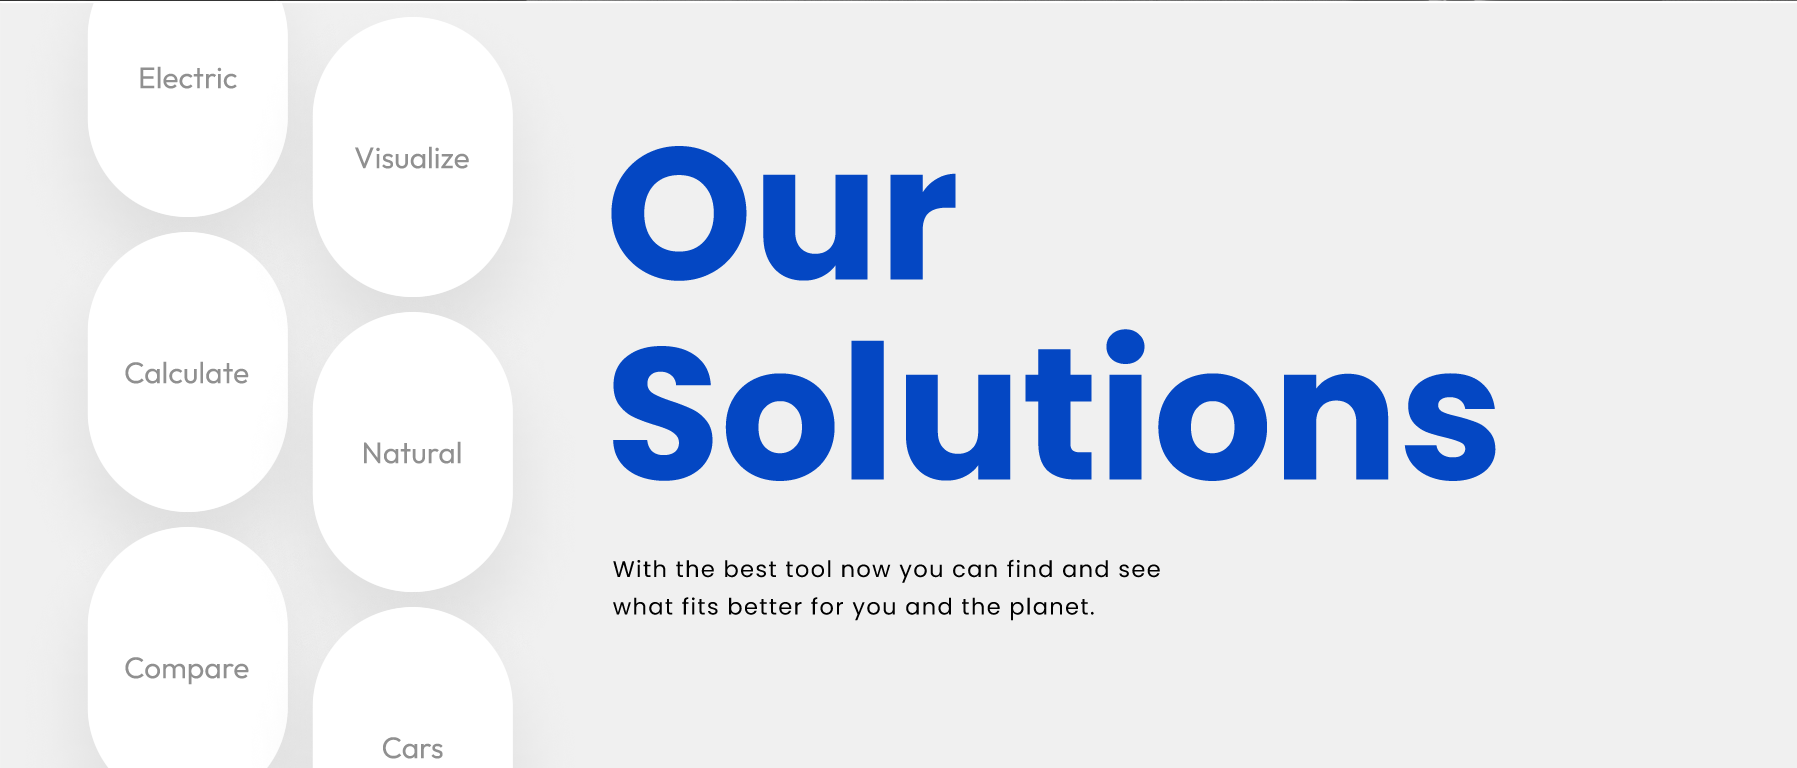 Electric
Visualize
Calculate
Natural
Compare
Cars
Our
Solutions
With the best tool now you can find and see
what fits better for you and the planet.